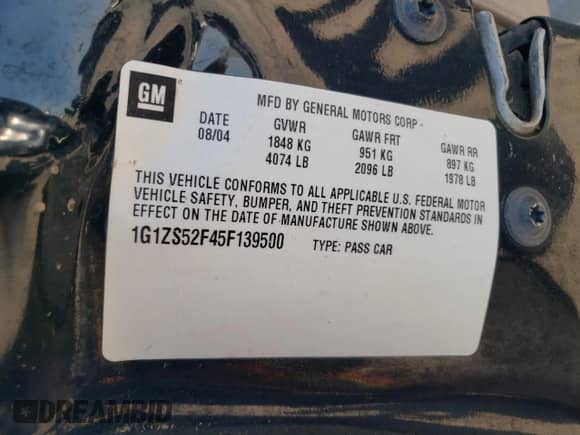 GM
MFD BY GENERAL MOTORS CORP
DATE GVWR GAWR FRT GAWR RR
08/04 1848 KG 951 KG 897 KG
4074 LB 2096 LB 1978 LB
THIS VEHICLE CONFORMS TO ALL APPLICABLE U.S. FEDERAL MOTOR
VEHICLE SAFETY, BUMPER, AND THEFT PREVENTION STANDARDS IN
EFFECT ON THE DATE OF MANUFACTURE SHOWN ABOVE.
1G1ZS52F45F139500 TYPE: PASS CAR
DREAMBID